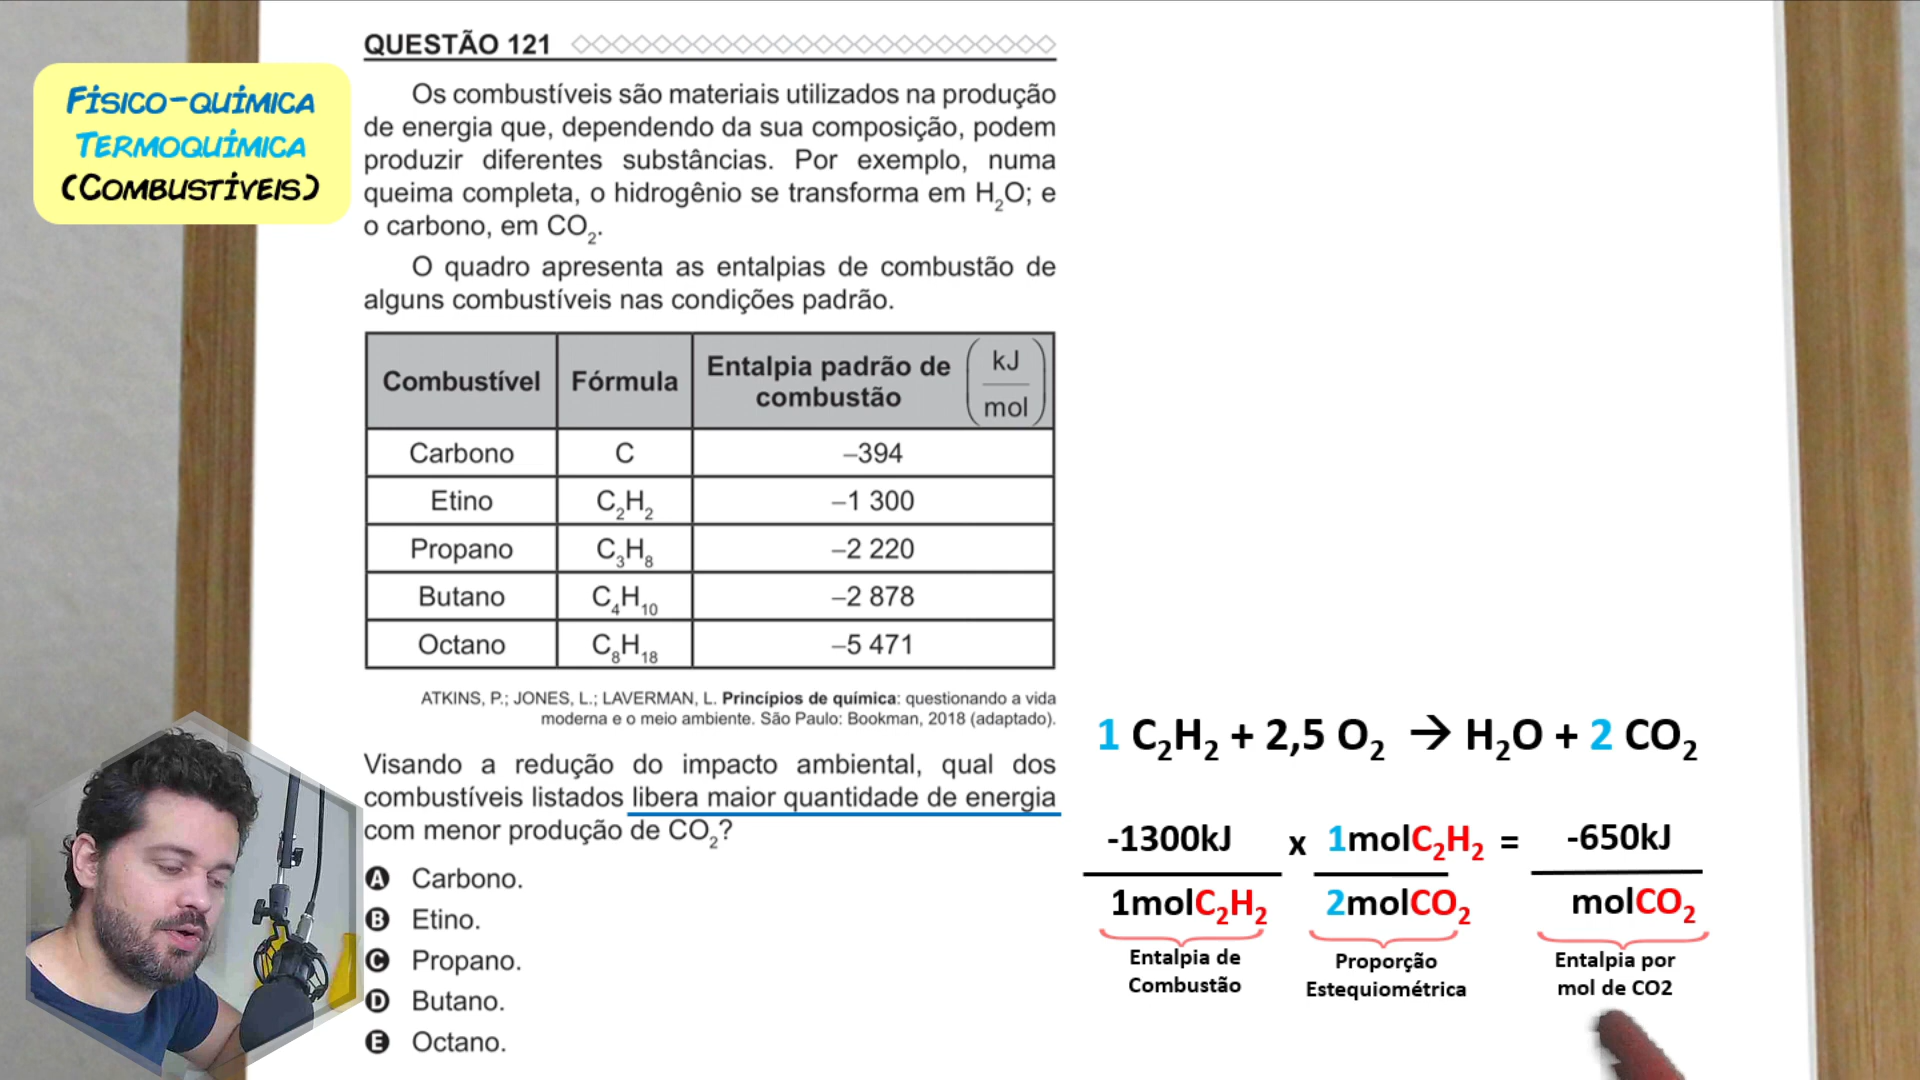 FÍSICO-QUÍMICA
TERMOQUÍMICA
(COMBUSTÍVEIS)
QUESTÃO 121
Os combustíveis são materiais utilizados na produção
de energia que, dependendo da sua composição, podem
produzir diferentes substâncias. Por exemplo, numa
queima completa, o hidrogênio se transforma em H₂O; e
o carbono, em CO₂.
O quadro apresenta as entalpias de combustão de
alguns combustíveis nas condições padrão.
Combustível Fórmula Entalpia padrão de combustão (kJ/mol)
Carbono C –394
Etino C₂H₂ –1 300
Propano C₃H₈ –2 220
Butano C₄H₁₀ –2 878
Octano C₈H₁₈ –5 471
ATKINS, P.; JONES, L.; LAVERMAN, L. Princípios de química: questionando a vida
moderna e o meio ambiente. São Paulo: Bookman, 2018 (adaptado).
Visando a redução do impacto ambiental, qual dos
combustíveis listados libera maior quantidade de energia
com menor produção de CO₂?
A Carbono.
B Etino.
C Propano.
D Butano.
E Octano.
1 C₂H₂ + 2,5 O₂ → H₂O + 2 CO₂
-1300kJ x 1molC₂H₂ = -650kJ
1molC₂H₂ 2molCO₂ molCO₂
Entalpia de
Combustão
Proporção
Estequiométrica
Entalpia por
mol de CO2